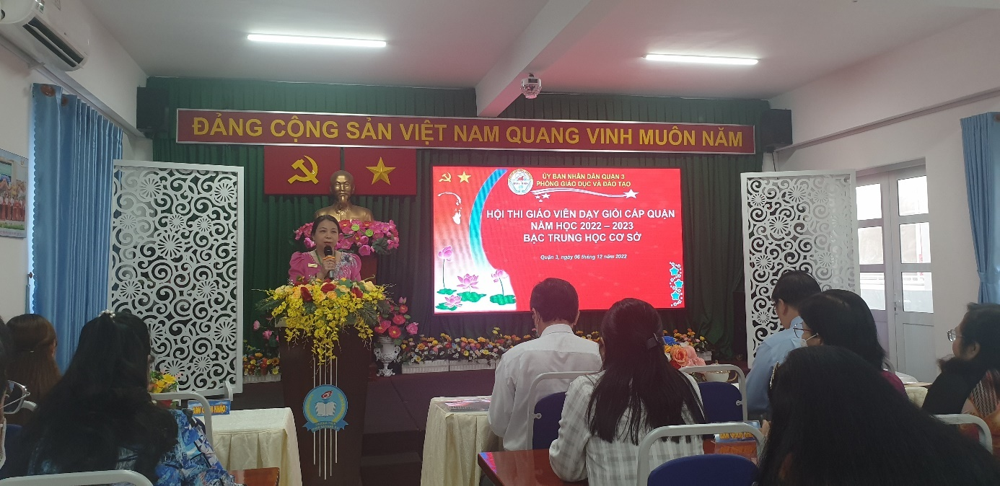 ĐẢNG CỘNG SẢN VIỆT NAM QUANG VINH MUÔN NĂM
ỦY BAN NHÂN DÂN QUẬN 3
PHÒNG GIÁO DỤC VÀ ĐÀO TẠO
HỘI THI GIÁO VIÊN DẠY GIỎI CẤP QUẬN
NĂM HỌC 2022 – 2023
BẬC TRUNG HỌC CƠ SỞ
Quận 3, ngày 06 tháng 12 năm 2022